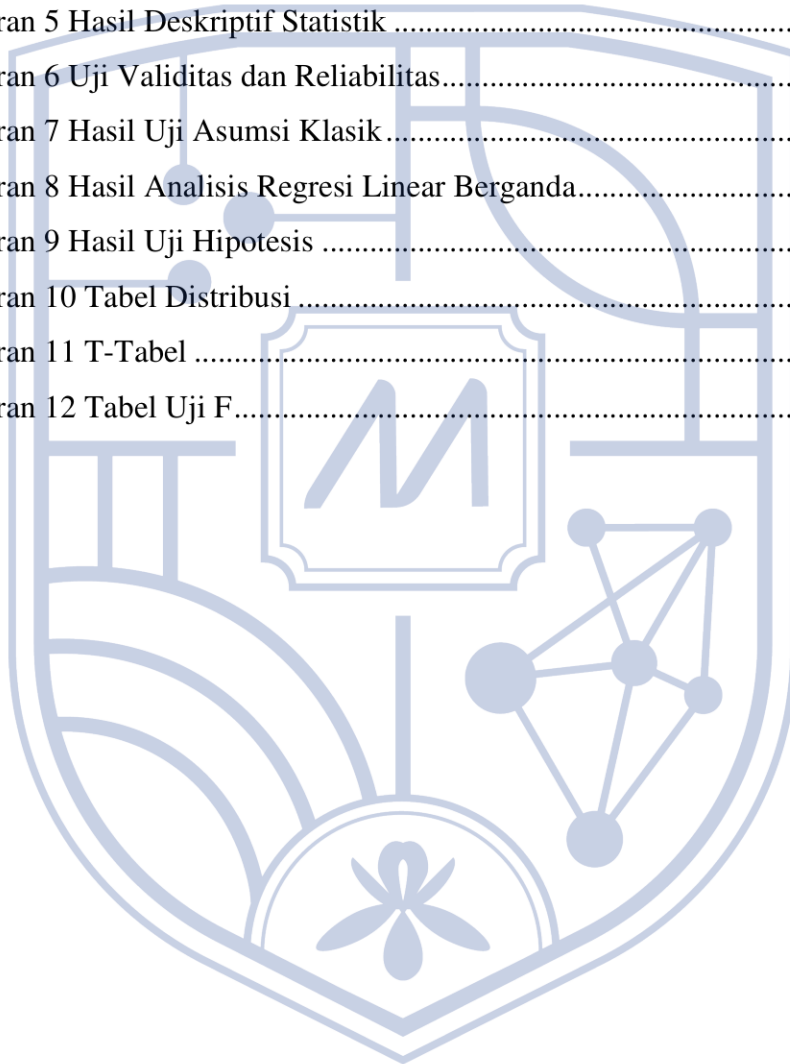 ran 5 Hasil Deskriptif Statistik ....................................................
ran 6 Uji Validitas dan Reliabilitas..............................................
ran 7 Hasil Uji Asumsi Klasik.....................................................
ran 8 Hasil Analisis Regresi Linear Berganda............................
ran 9 Hasil Uji Hipotesis .............................................................
ran 10 Tabel Distribusi ................................................................
ran 11 T-Tabel .............................................................................
ran 12 Tabel Uji F........................................................................
M